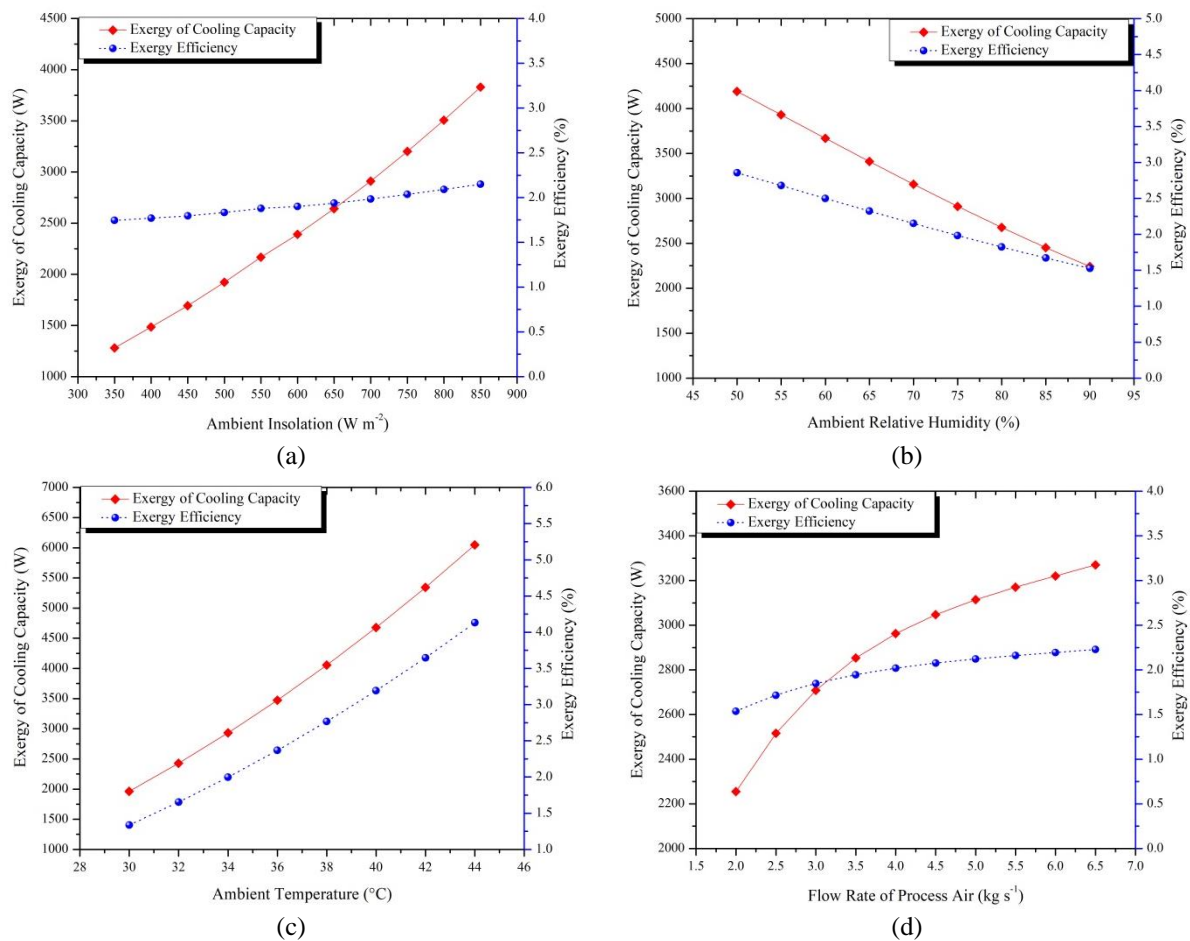 Exergy of Cooling Capacity
Exergy Efficiency
Exergy of Cooling Capacity (W)
4500
4000
3500
3000
2500
2000
1500
1000
4.0
3.5
3.0
2.5
2.0
1.5
1.0
0.5
0.0
Exergy Efficiency (%)
300 350 400 450 500 550 600 650 700 750 800 850 900
Ambient Insolation (W m⁻²)
(a)
Exergy of Cooling Capacity
Exergy Efficiency
Exergy of Cooling Capacity (W)
5000
4500
4000
3500
3000
2500
2000
1500
1000
5.0
4.5
4.0
3.5
3.0
2.5
2.0
1.5
1.0
0.5
0.0
Exergy Efficiency (%)
45 50 55 60 65 70 75 80 85 90 95
Ambient Relative Humidity (%)
(b)
Exergy of Cooling Capacity
Exergy Efficiency
Exergy of Cooling Capacity (W)
7000
6500
6000
5500
5000
4500
4000
3500
3000
2500
2000
1500
1000
6.0
5.5
5.0
4.5
4.0
3.5
3.0
2.5
2.0
1.5
1.0
Exergy Efficiency (%)
28 30 32 34 36 38 40 42 44 46
Ambient Temperature (°C)
(c)
Exergy of Cooling Capacity
Exergy Efficiency
Exergy of Cooling Capacity (W)
3600
3400
3200
3000
2800
2600
2400
2200
2000
4.0
3.5
3.0
2.5
2.0
1.5
1.0
0.5
0.0
Exergy Efficiency (%)
1.5 2.0 2.5 3.0 3.5 4.0 4.5 5.0 5.5 6.0 6.5 7.0
Flow Rate of Process Air (kg s⁻¹)
(d)